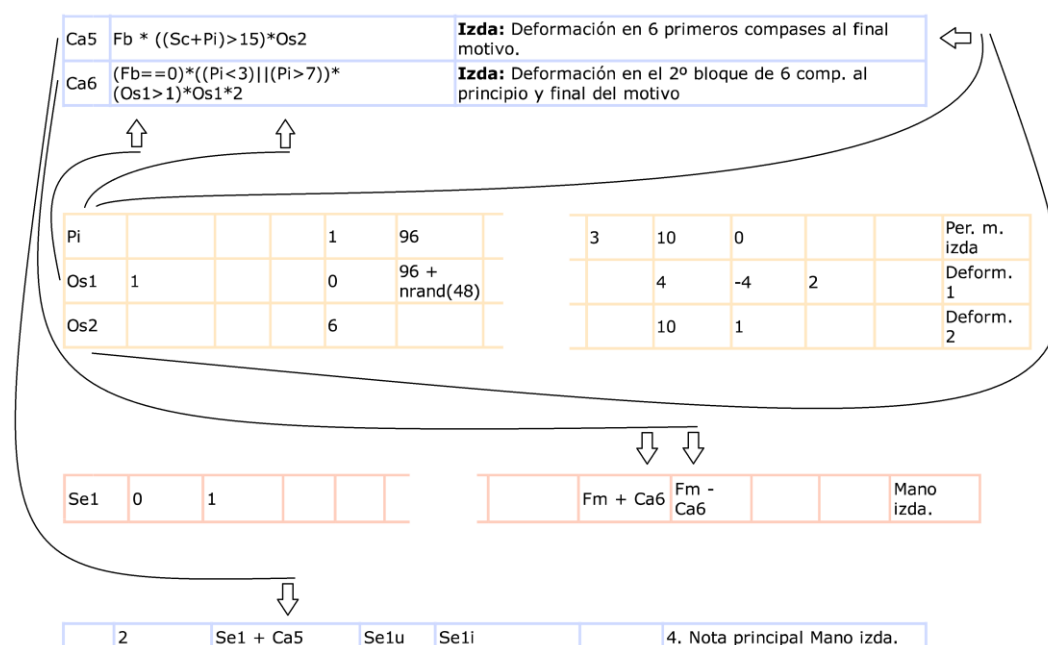 Ca5 Fb * ((Sc+Pi)>15)*Os2 Izda: Deformación en 6 primeros compases al final
motivo.
Ca6 (Fb==0)*((Pi<3)||(Pi>7))*
(Os1>1)*Os1*2 Izda: Deformación en el 2º bloque de 6 comp. al
principio y final del motivo
Pi 1 96 3 10 0 Per. m.
izda
Os1 1 0 96 +
nrand(48) 4 -4 2 Deform.
1
Os2 6 10 1 Deform.
2
Se1 0 1 Fm + Ca6 Fm -
Ca6 Mano
izda.
2 Se1 + Ca5 Se1u Se1i 4. Nota principal Mano izda.